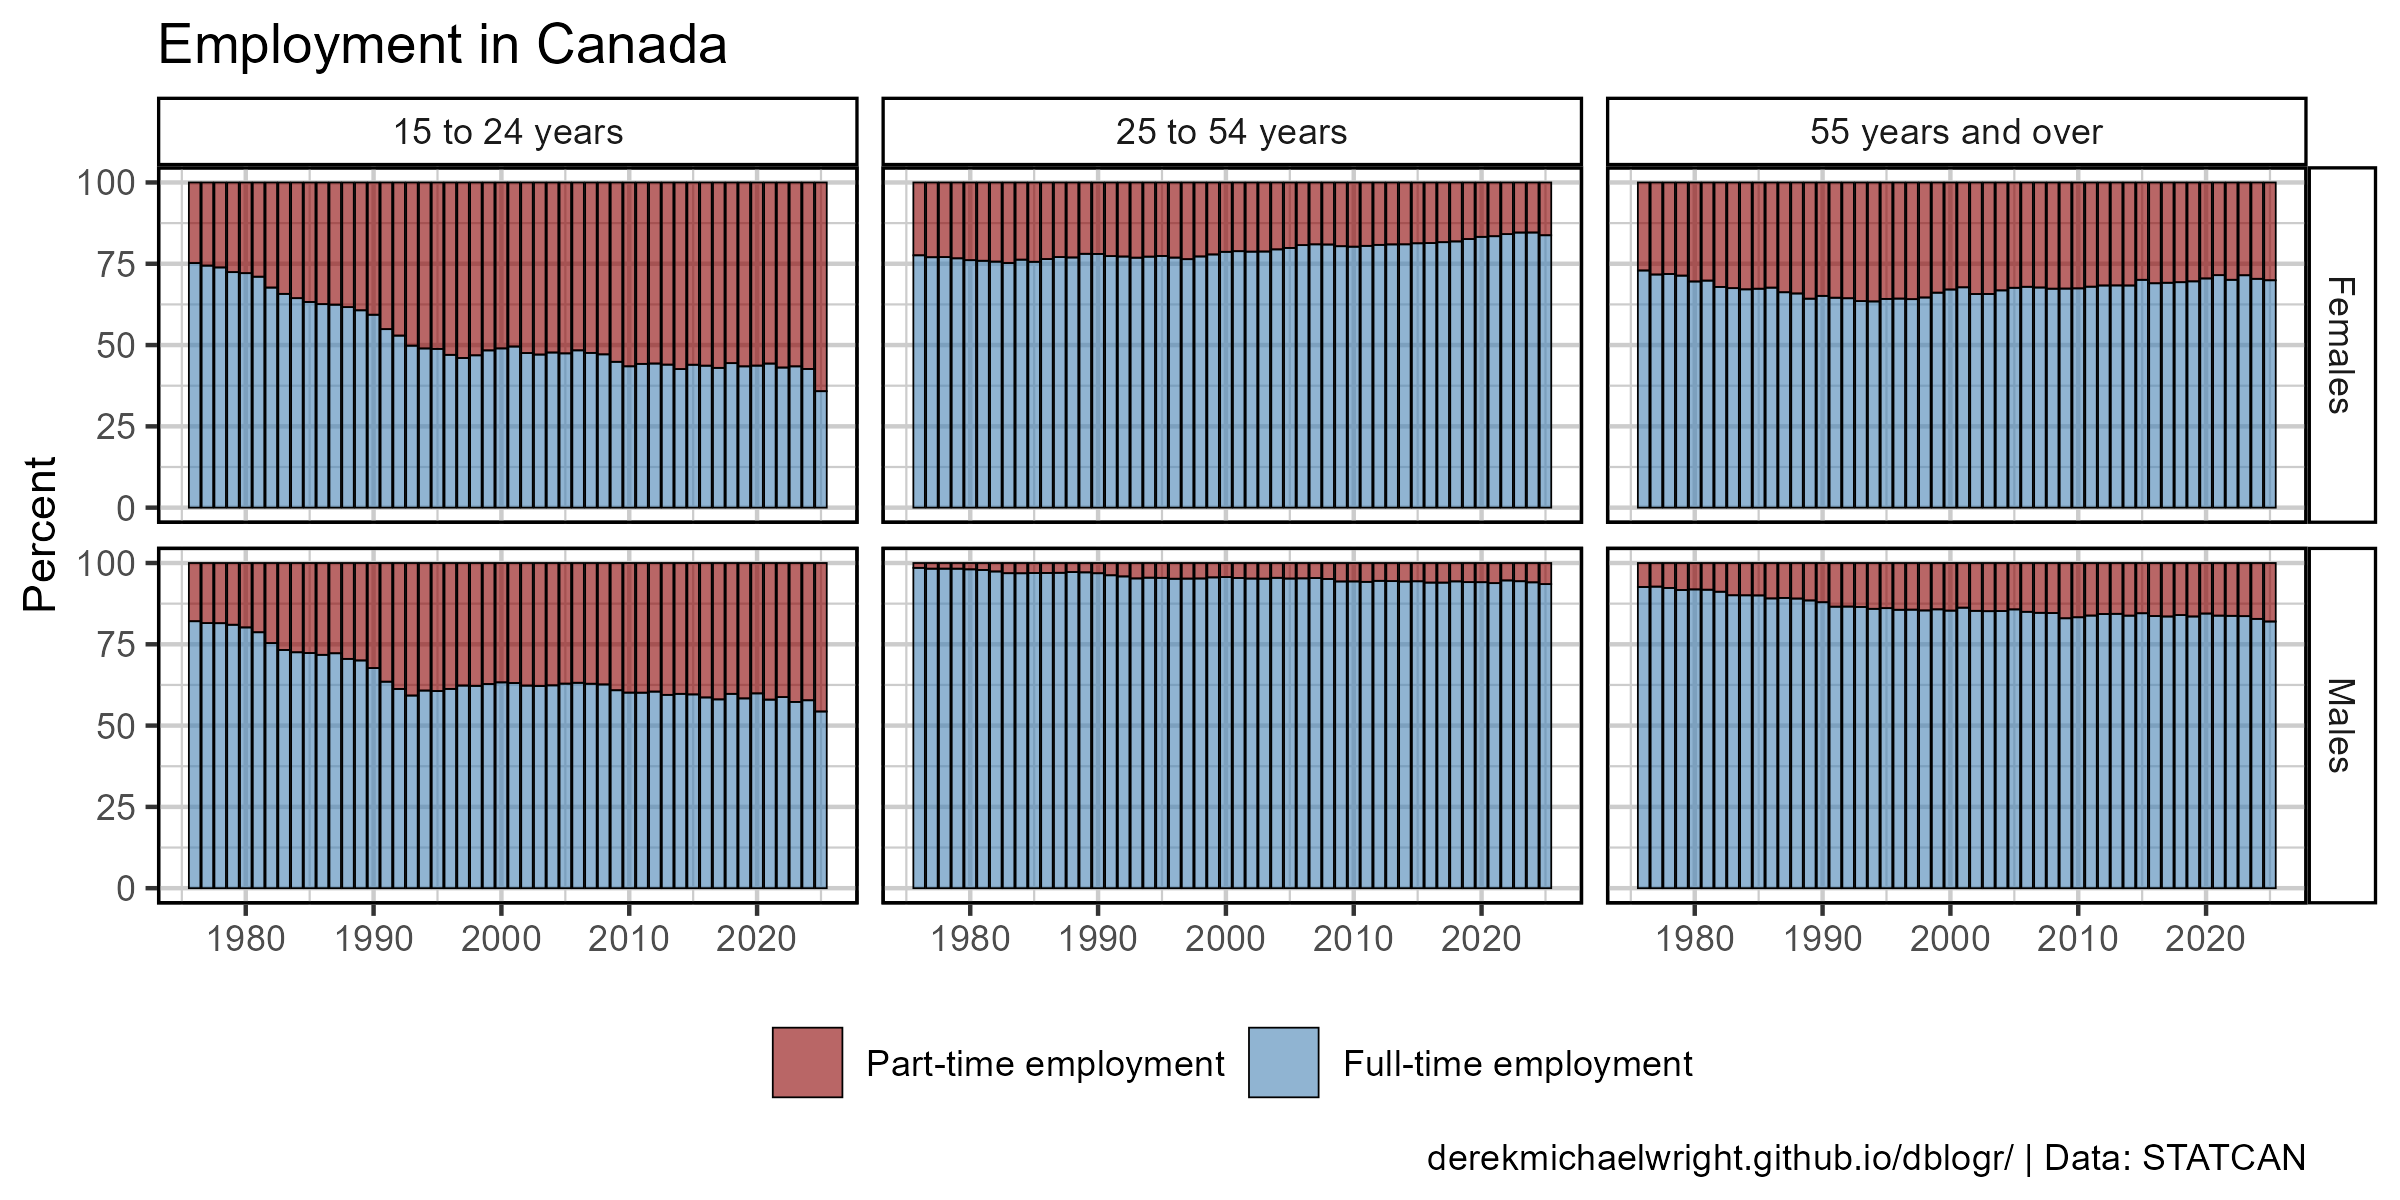 Employment in Canada
15 to 24 years
25 to 54 years
55 years and over
100
75
50
25
0
Females
Percent
100
75
50
25
0
Males
1980 1990 2000 2010 2020
1980 1990 2000 2010 2020
1980 1990 2000 2010 2020
Part-time employment
Full-time employment
derekmichaelwright.github.io/dblogr/ | Data: STATCAN